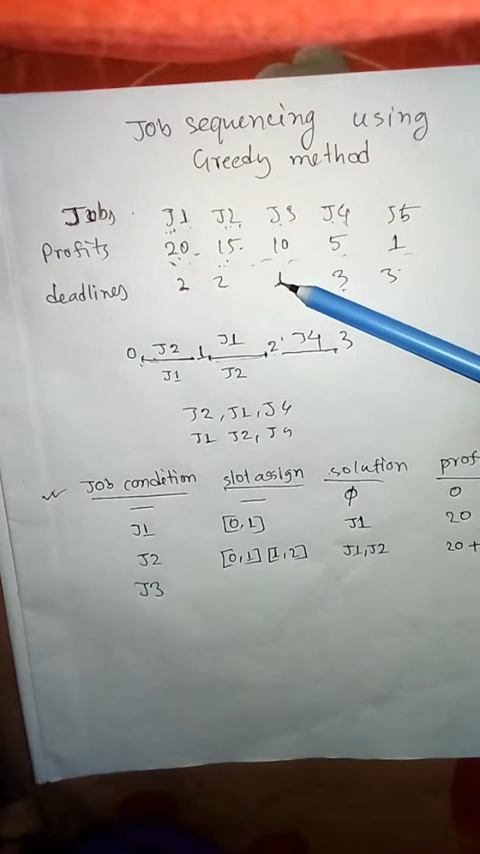 Job sequencing using
Greedy method
Jobs J1 J2 J3 J4 J5
Profits 20 15 10 5 1
deadlines 2 2 1 3 3
0 J2 1 J1 2 J4 3
J1 J2
J2, J1, J4
J1 J2, J4
Job condition slot assign solution prof
— — ϕ 0
J1 [0,1] J1 20
J2 [0,1] [1,2] J1, J2 20 +
J3